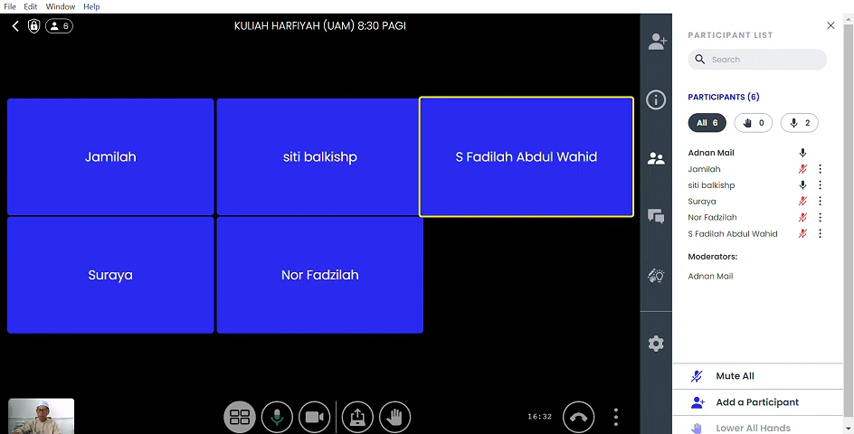 File Edit Window Help
6
KULIAH HARFIYAH (UAM) 8:30 PAGI
Jamilah
siti balkishp
S Fadilah Abdul Wahid
Suraya
Nor Fadzilah
16:32
PARTICIPANT LIST
Search
PARTICIPANTS (6)
All 6 0 2
Adnan Mail
Jamilah
siti balkishp
Suraya
Nor Fadzilah
S Fadilah Abdul Wahid
Moderators:
Adnan Mail
Mute All
Add a Participant
Lower All Hands